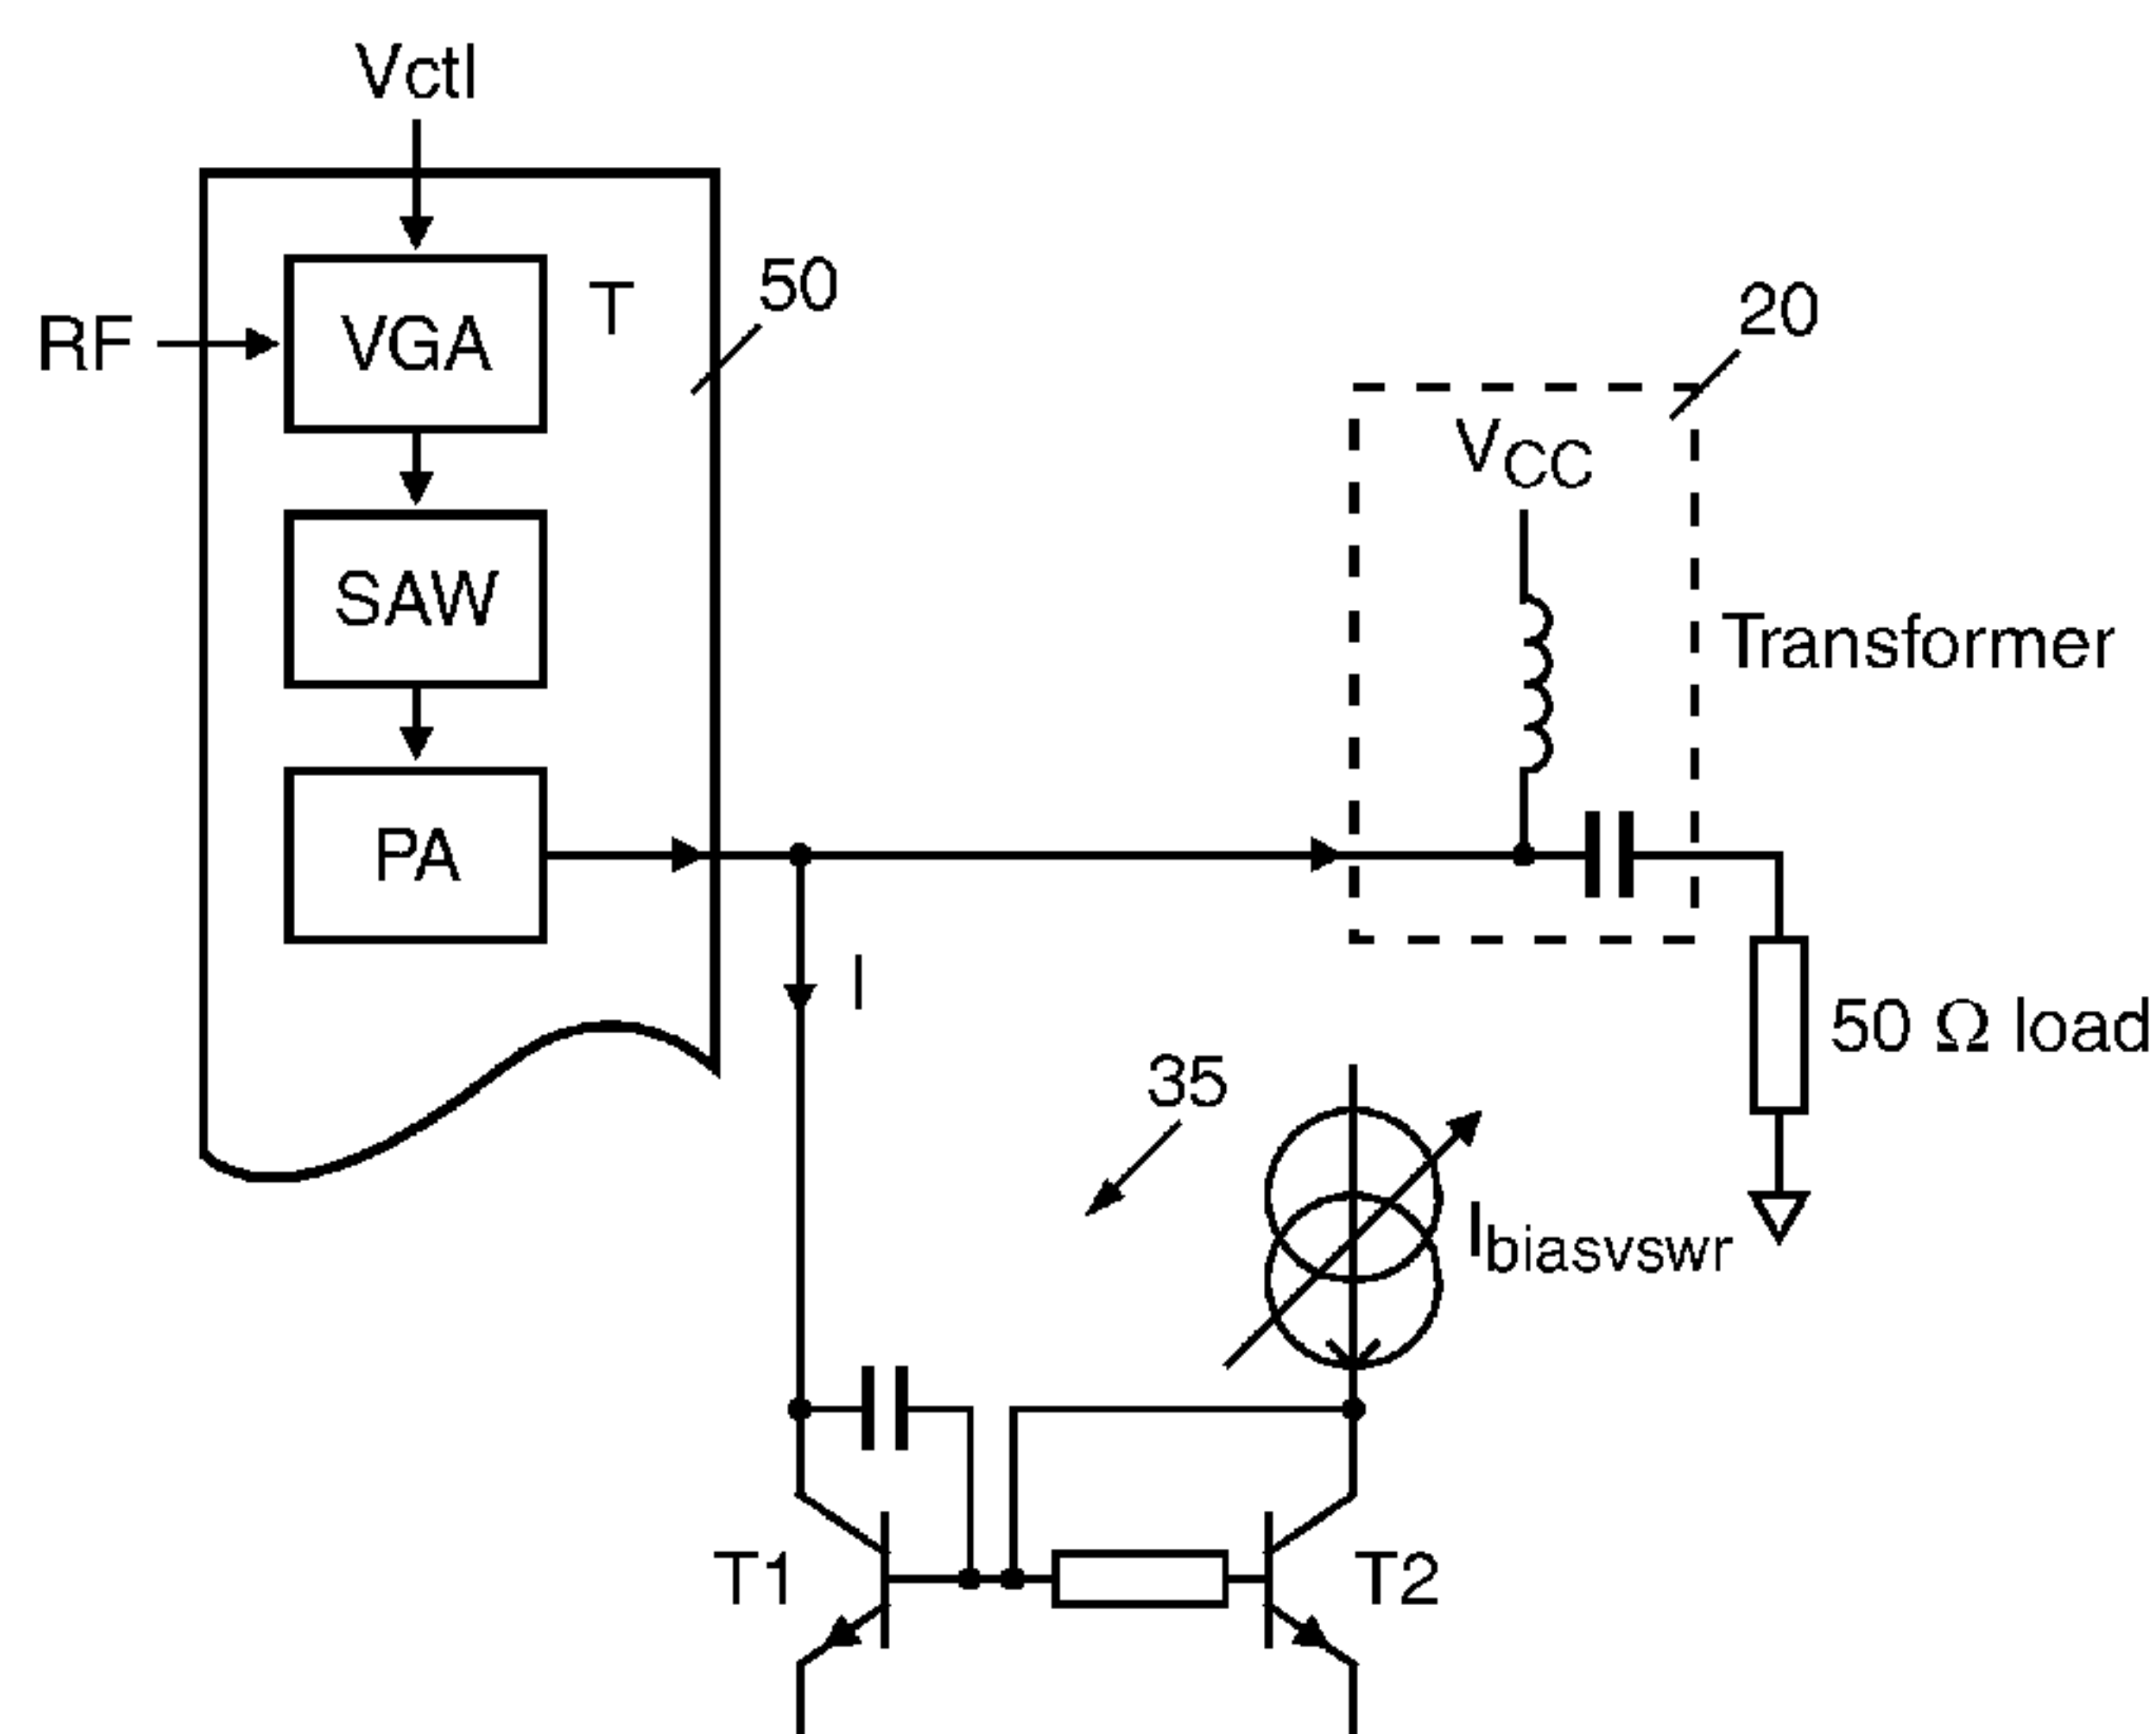 Vctl
RF
VGA
T
50
20
VCC
SAW
Transformer
PA
I
50 Ω load
35
Ibiasvswr
T1
T2